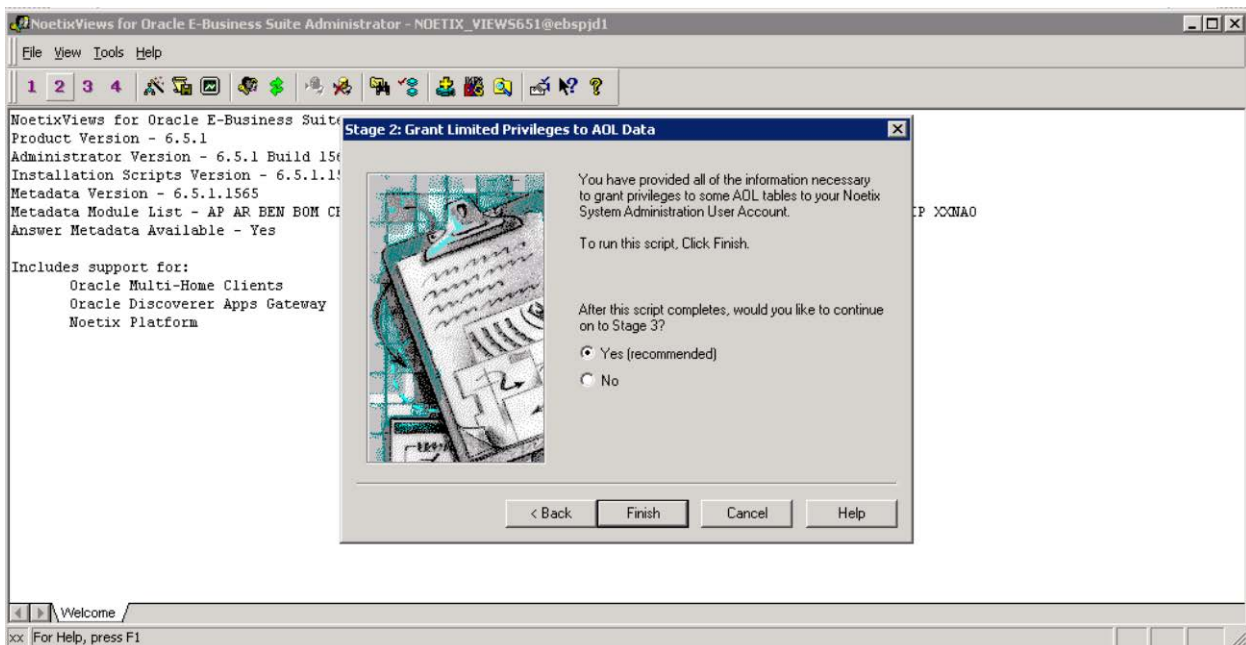 NoetixViews for Oracle E-Business Suite Administrator - NOETIX_VIEWS651@ebspjd1
File View Tools Help
1 2 3 4
NoetixViews for Oracle E-Business Suite
Product Version - 6.5.1
Administrator Version - 6.5.1 Build 156
Installation Scripts Version - 6.5.1.1
Metadata Version - 6.5.1.1565
Metadata Module List - AP AR BEN BOM
IP XXNAO
Answer Metadata Available - Yes
Includes support for:
Oracle Multi-Home Clients
Oracle Discoverer Apps Gateway
Noetix Platform
Stage 2: Grant Limited Privileges to AOL Data
You have provided all of the information necessary
to grant privileges to some AOL tables to your Noetix
System Administration User Account.
To run this script, Click Finish.
After this script completes, would you like to continue
on to Stage 3?
Yes (recommended)
No
< Back Finish Cancel Help
Welcome
xx For Help, press F1